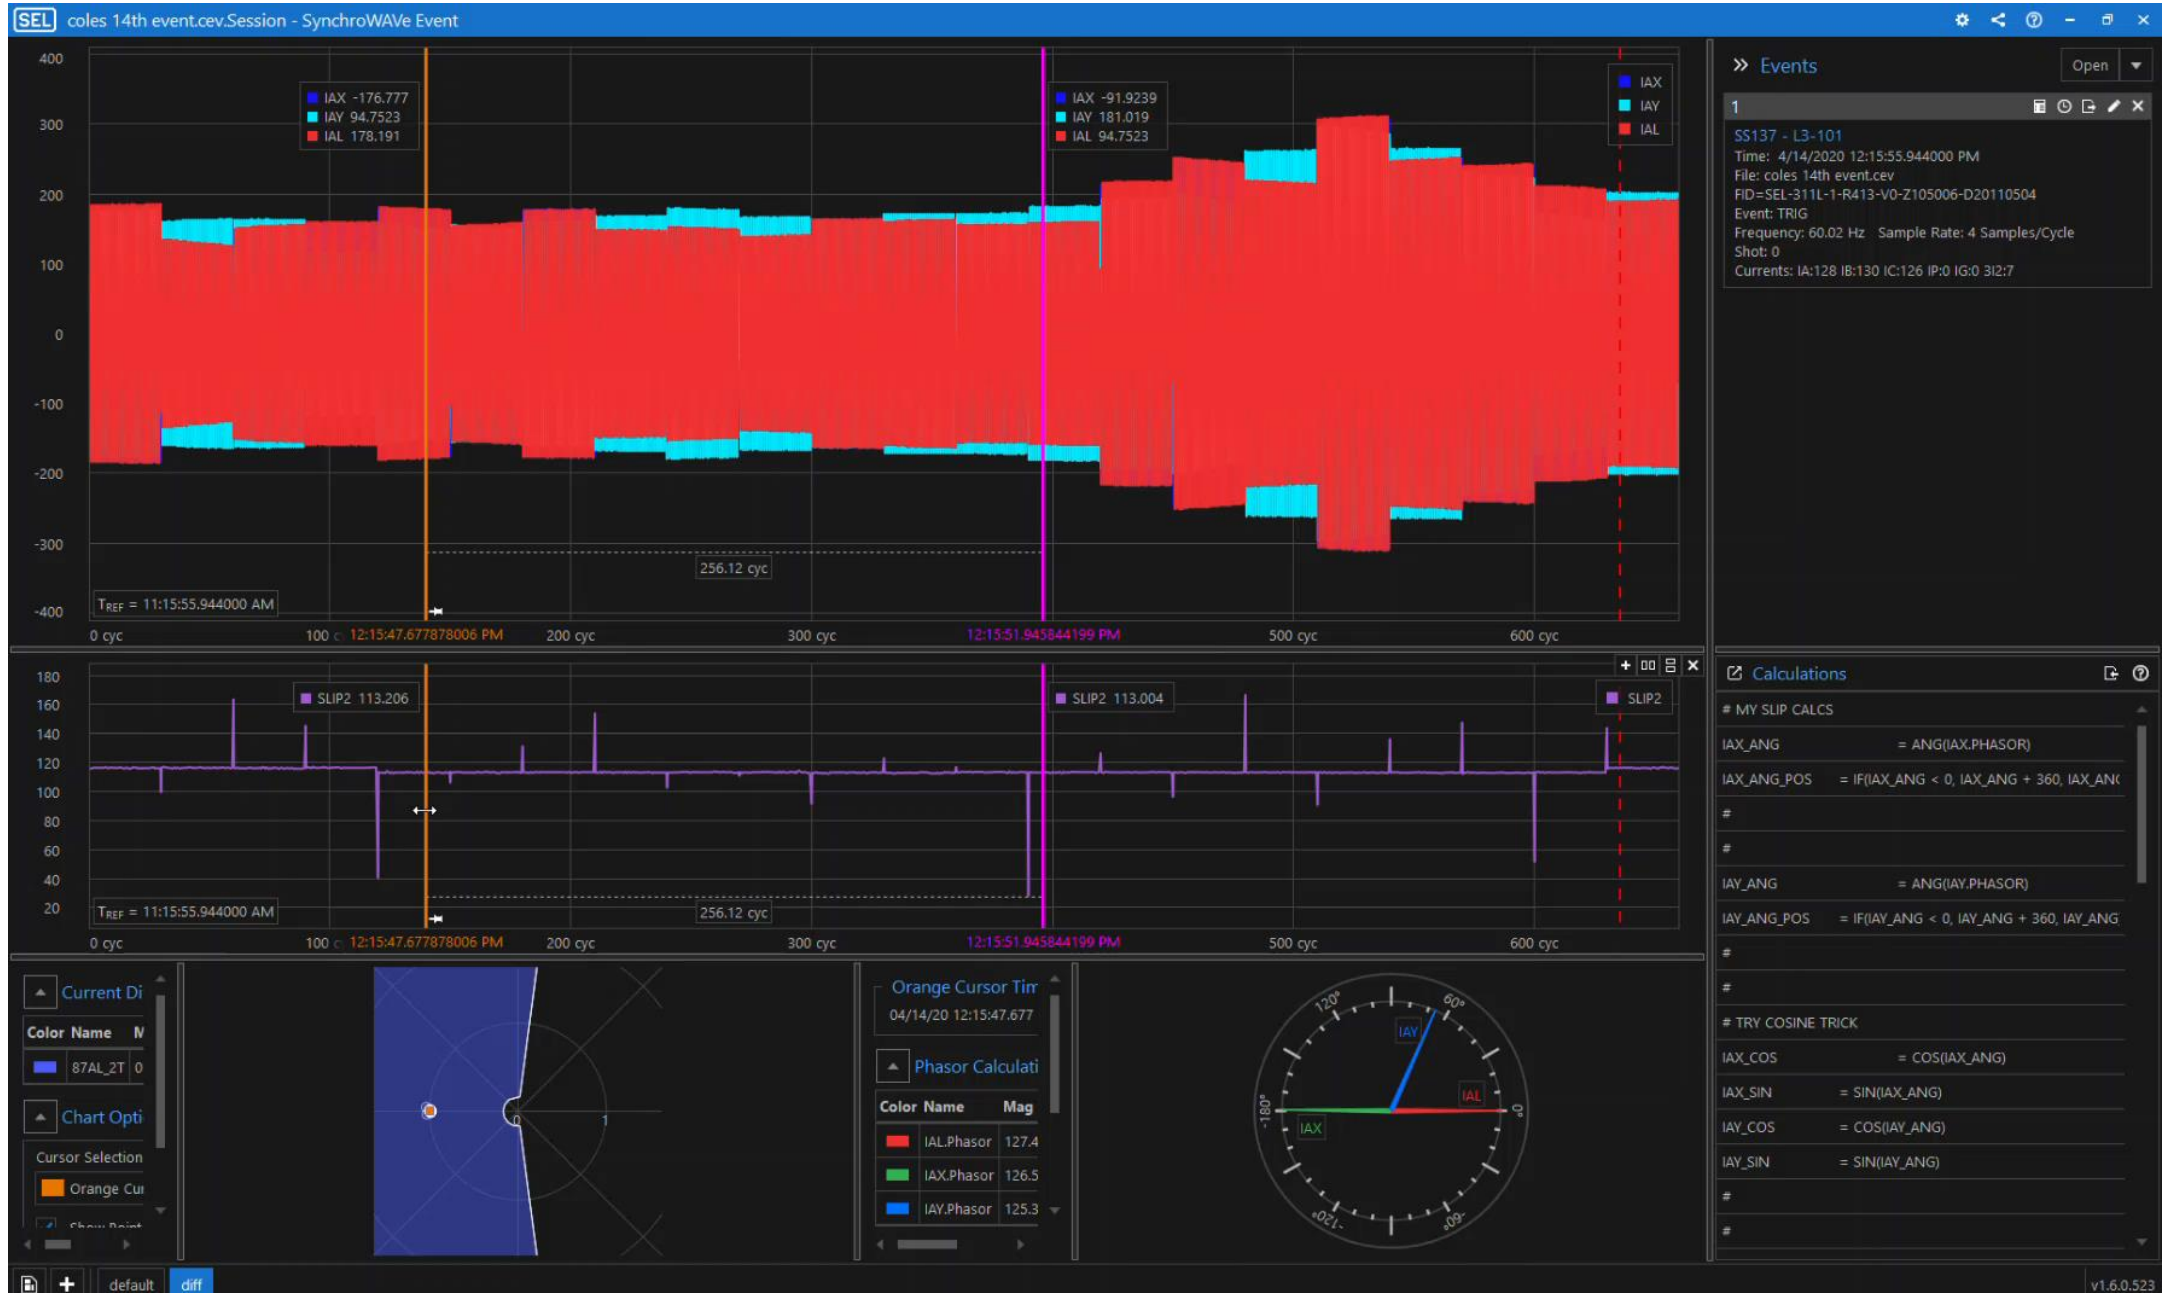 SEL coles 14th event.cev.Session - SynchroWAVe Event
400
300
200
100
0
-100
-200
-300
-400
IAX -176.777
IAY 94.7523
IAL 178.191
IAX -91.9239
IAY 181.019
IAL 94.7523
IAX
IAY
IAL
256.12 cyc
TREF = 11:15:55.944000 AM
0 cyc 100 c 12:15:47.677878006 PM 200 cyc 300 cyc 12:15:51.945844199 PM 500 cyc 600 cyc
180
160
140
120
100
80
60
40
20
SLIP2 113.206
SLIP2 113.004
SLIP2
TREF = 11:15:55.944000 AM
256.12 cyc
0 cyc 100 c 12:15:47.677878006 PM 200 cyc 300 cyc 12:15:51.945844199 PM 500 cyc 600 cyc
Current Di
Color Name M
87AL_2T 0
Chart Opti
Cursor Selection
Orange Cur
Show Point
0 1
Orange Cursor Tim
04/14/20 12:15:47.677
Phasor Calculati
Color Name Mag
IAL.Phasor 127.4
IAX.Phasor 126.5
IAY.Phasor 125.3
120° 60°
IAY
IAL
-180° 0°
IAX
-120° -60°
Events Open
1
SS137 - L3-101
Time: 4/14/2020 12:15:55.944000 PM
File: coles 14th event.cev
FID=SEL-311L-1-R413-V0-Z105006-D20110504
Event: TRIG
Frequency: 60.02 Hz Sample Rate: 4 Samples/Cycle
Shot: 0
Currents: IA:128 IB:130 IC:126 IP:0 IG:0 3I2:7
Calculations
# MY SLIP CALCS
IAX_ANG = ANG(IAX.PHASOR)
IAX_ANG_POS = IF(IAX_ANG < 0, IAX_ANG + 360, IAX_ANG
#
#
IAY_ANG = ANG(IAY.PHASOR)
IAY_ANG_POS = IF(IAY_ANG < 0, IAY_ANG + 360, IAY_ANG
#
#
# TRY COSINE TRICK
IAX_COS = COS(IAX_ANG)
IAX_SIN = SIN(IAX_ANG)
IAY_COS = COS(IAY_ANG)
IAY_SIN = SIN(IAY_ANG)
#
#
default diff
v1.6.0.523